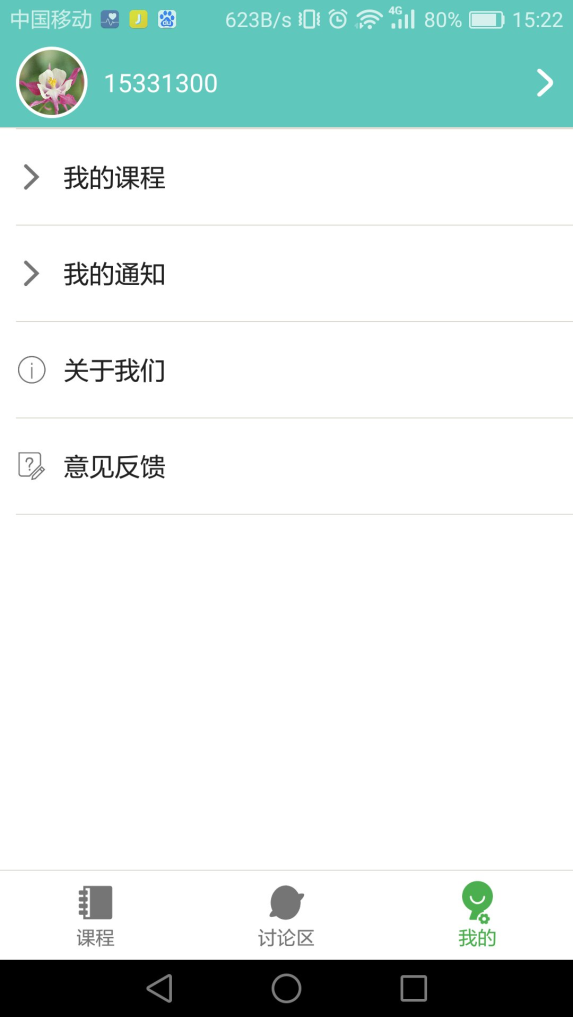 中国移动 623B/s 4G 80% 15:22
15331300
我的课程
我的通知
关于我们
意见反馈
课程 讨论区 我的